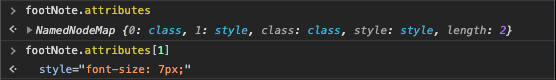 footNote.attributes
NamedNodeMap {0: class, 1: style, class: class, style: style, length: 2}
footNote.attributes[1]
style="font-size: 7px;"